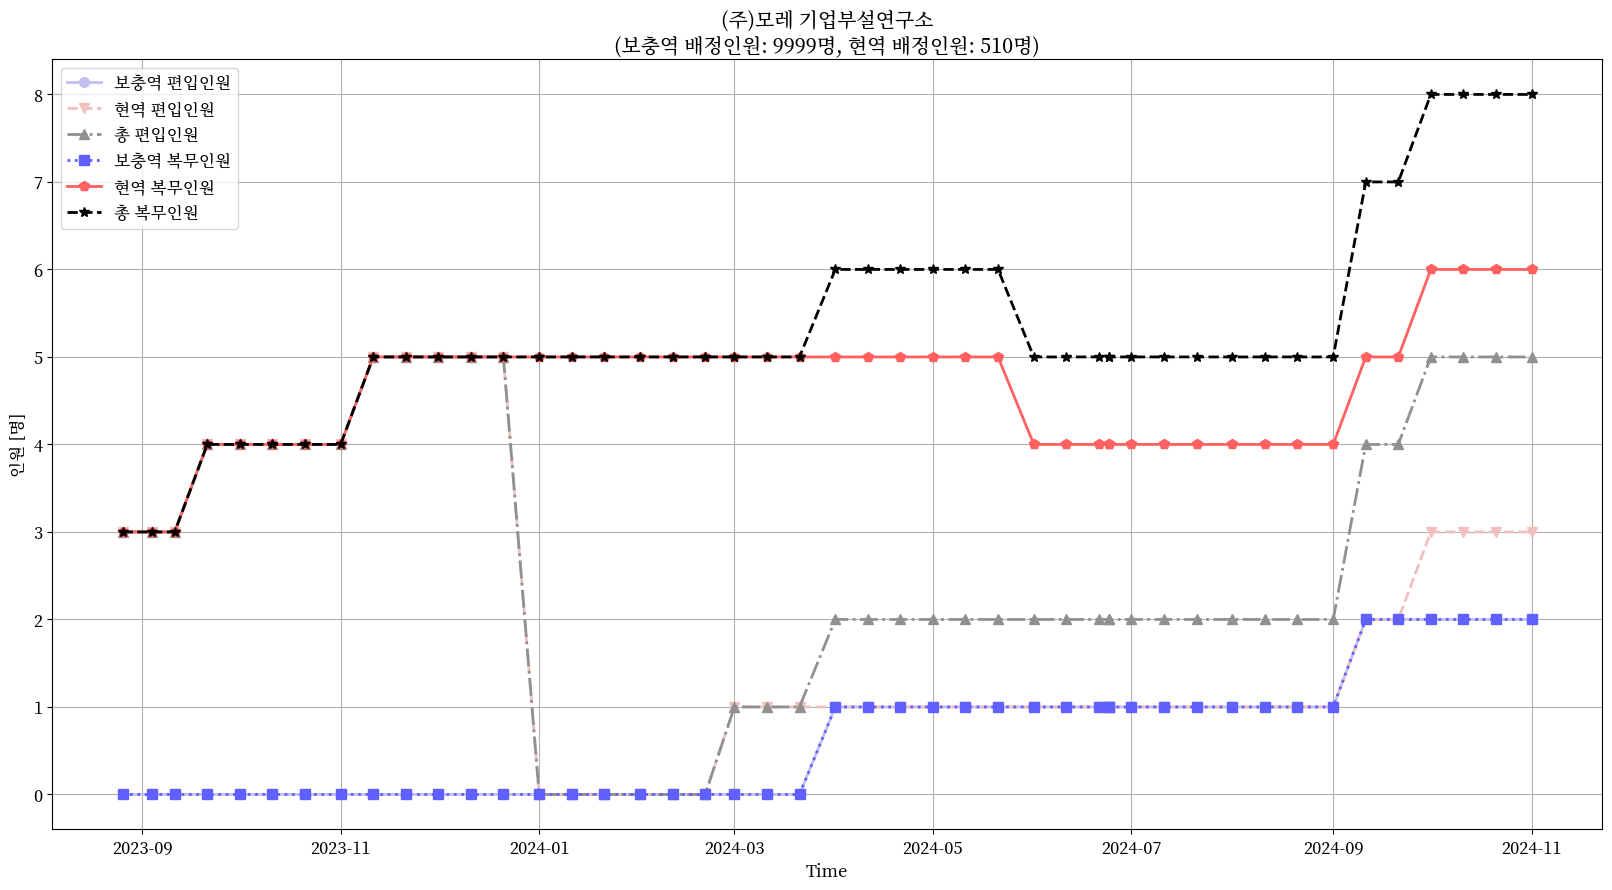 (주)모레 기업부설연구소
(보충역 배정인원: 9999명, 현역 배정인원: 510명)
보충역 편입인원
현역 편입인원
총 편입인원
보충역 복무인원
현역 복무인원
총 복무인원
인원 [명]
8
7
6
5
4
3
2
1
0
2023-09
2023-11
2024-01
2024-03
2024-05
2024-07
2024-09
2024-11
Time